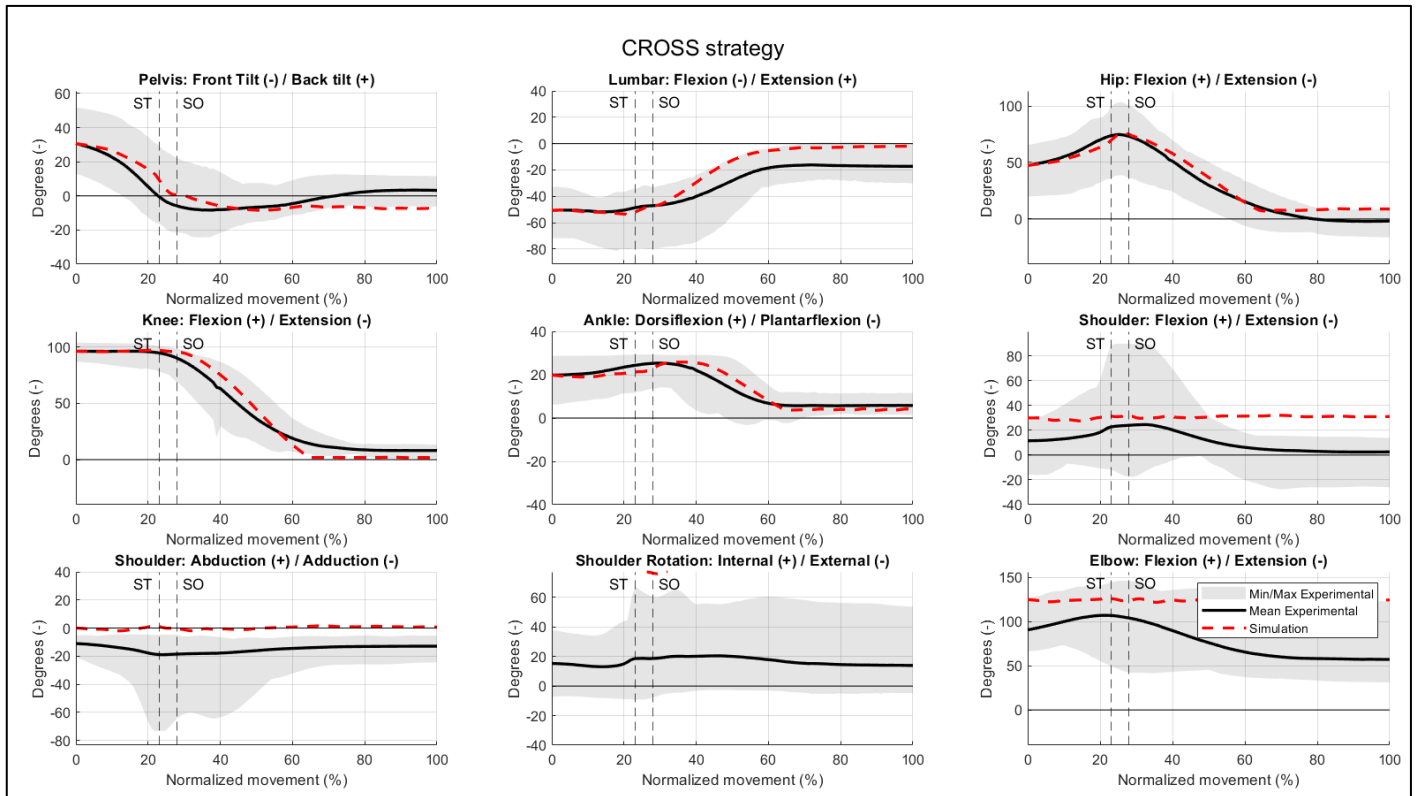 CROSS strategy
Pelvis: Front Tilt (-) / Back tilt (+)
ST
SO
60
40
20
0
-20
-40
Degrees (-)
0 20 40 60 80 100
Normalized movement (%)
Lumbar: Flexion (-) / Extension (+)
ST
SO
40
20
0
-20
-40
-60
-80
Degrees (-)
0 20 40 60 80 100
Normalized movement (%)
Hip: Flexion (+) / Extension (-)
ST
SO
100
50
0
Degrees (-)
0 20 40 60 80 100
Normalized movement (%)
Knee: Flexion (+) / Extension (-)
ST
SO
100
50
0
Degrees (-)
0 20 40 60 80 100
Normalized movement (%)
Ankle: Dorsiflexion (+) / Plantarflexion (-)
ST
SO
40
20
0
-20
-40
Degrees (-)
0 20 40 60 80 100
Normalized movement (%)
Shoulder: Flexion (+) / Extension (-)
ST
SO
80
60
40
20
0
-20
-40
Degrees (-)
0 20 40 60 80 100
Normalized movement (%)
Shoulder: Abduction (+) / Adduction (-)
ST
SO
40
20
0
-20
-40
-60
-80
Degrees (-)
0 20 40 60 80 100
Normalized movement (%)
Shoulder Rotation: Internal (+) / External (-)
ST
SO
60
40
20
0
-20
-40
Degrees (-)
0 20 40 60 80 100
Normalized movement (%)
Elbow: Flexion (+) / Extension (-)
ST
SO
150
100
50
0
Degrees (-)
0 20 40 60 80 100
Normalized movement (%)
Min/Max Experimental
Mean Experimental
Simulation